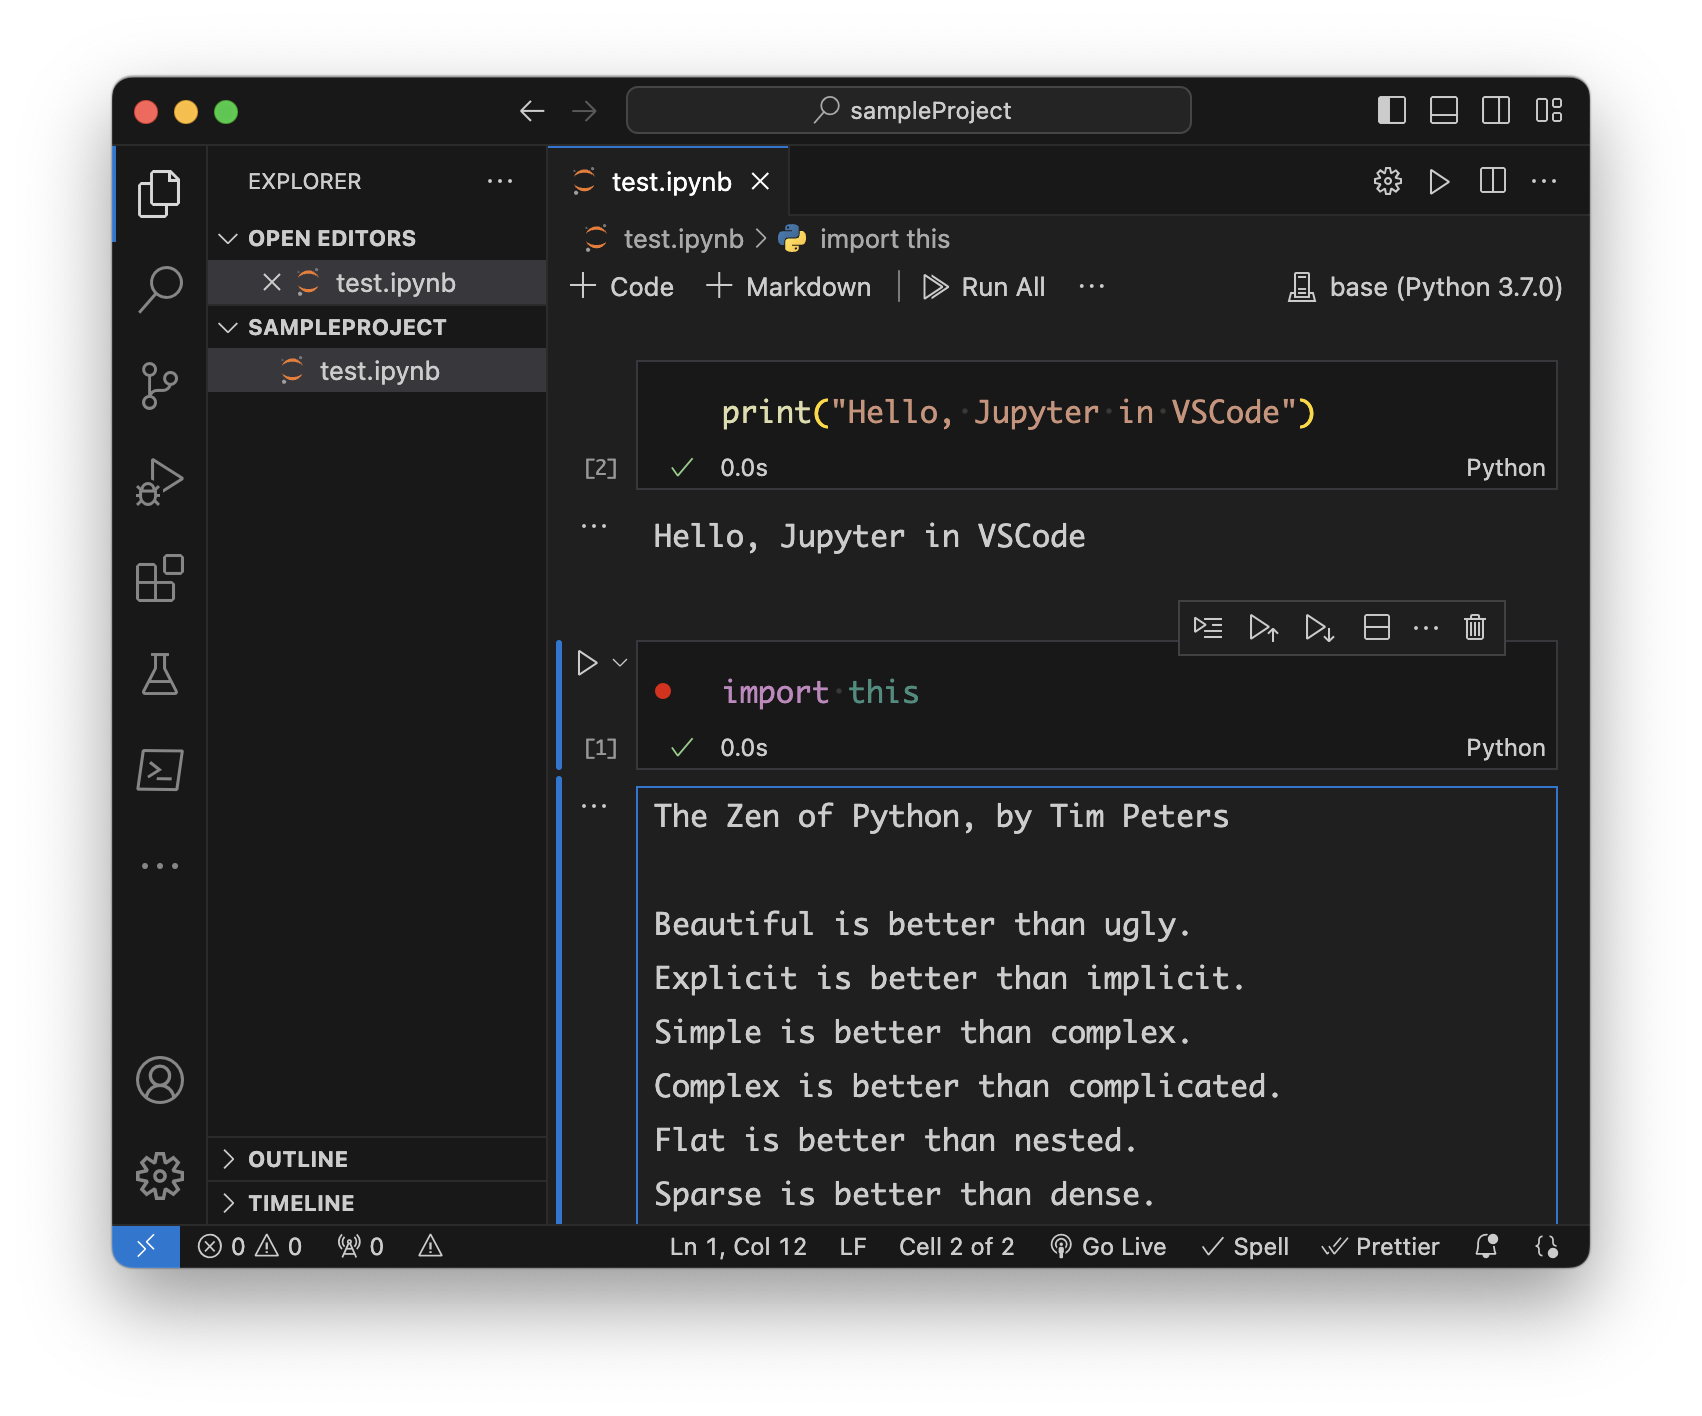 sampleProject
EXPLORER
OPEN EDITORS
test.ipynb
SAMPLEPROJECT
test.ipynb
OUTLINE
TIMELINE
test.ipynb
test.ipynb > import this
+ Code + Markdown | Run All ... base (Python 3.7.0)
print("Hello, Jupyter in VSCode")
[2] 0.0s Python
Hello, Jupyter in VSCode
import this
[1] 0.0s Python
The Zen of Python, by Tim Peters
Beautiful is better than ugly.
Explicit is better than implicit.
Simple is better than complex.
Complex is better than complicated.
Flat is better than nested.
Sparse is better than dense.
0 0 0 Ln 1, Col 12 LF Cell 2 of 2 Go Live Spell Prettier